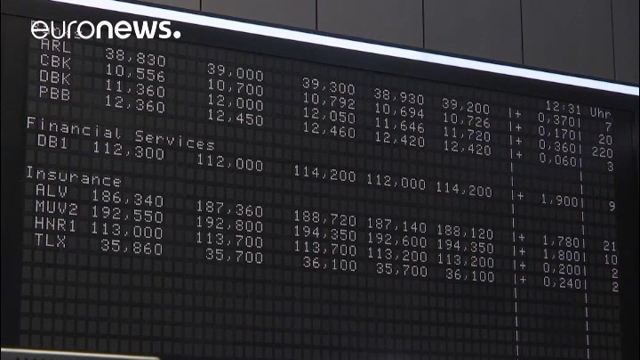 euronews.
12:31 Uhr
ARL 38,830 39,000 39,300 38,930 39,200 |+ 0,370| 7
CBK 10,556 10,700 10,792 10,694 10,726 |+ 0,170| 20
DBK 11,360 12,000 12,050 11,646 11,720 |+ 0,360| 220
PBB 12,360 12,450 12,460 12,420 12,420 |+ 0,060| 3
Financial Services
DB1 112,300 112,000 114,200 112,000 114,200 |+ 1,900| 9
Insurance
ALV 186,340 187,360 188,720 187,140 188,120 |+ 1,780| 21
MUV2 192,550 192,800 194,350 192,600 194,350 |+ 1,800| 10
HNR1 113,000 113,700 113,700 113,200 113,200 |+ 0,200| 2
TLX 35,860 35,700 36,100 35,700 36,100 |+ 0,240| 2